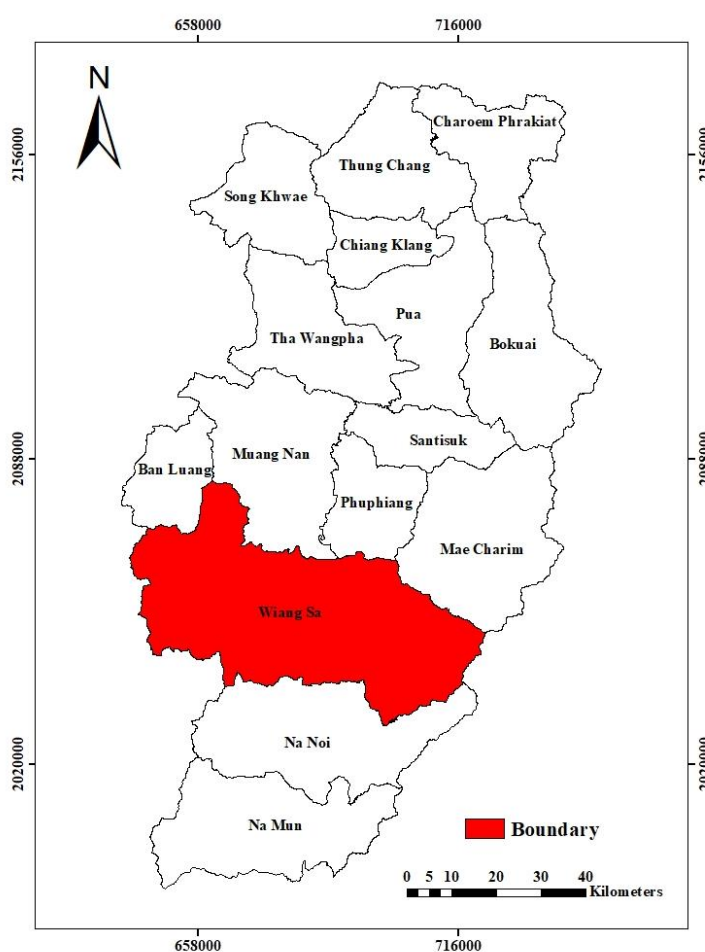 658000 716000
N
2156000 2156000
Charoem Phrakiat
Thung Chang
Song Khwae
Chiang Klang
Pua
Tha Wangpha
Bokuai
Santisuk
Muang Nan
Ban Luang
2088000 2088000
Phuphiang
Mae Charim
Wiang Sa
Na Noi
2020000 2020000
Na Mun
Boundary
0 5 10 20 30 40
Kilometers
658000 716000